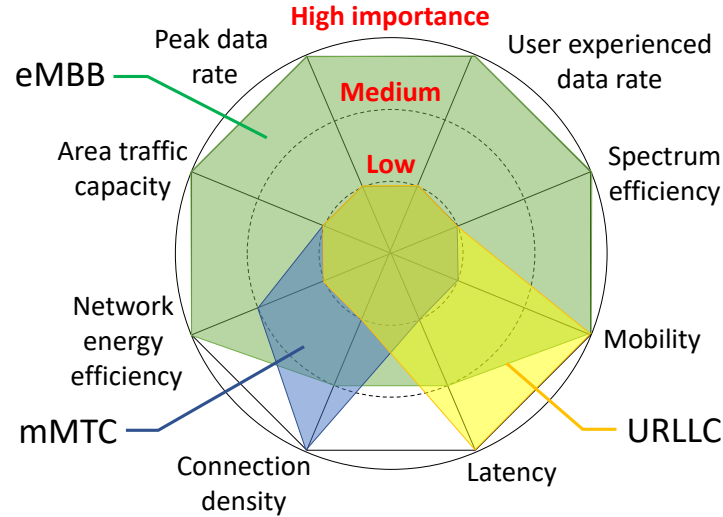 High importance
Peak data
rate
User experienced
data rate
eMBB
Medium
Area traffic
capacity
Low
Spectrum
efficiency
Network
energy
efficiency
Mobility
mMTC
URLLC
Connection
density
Latency